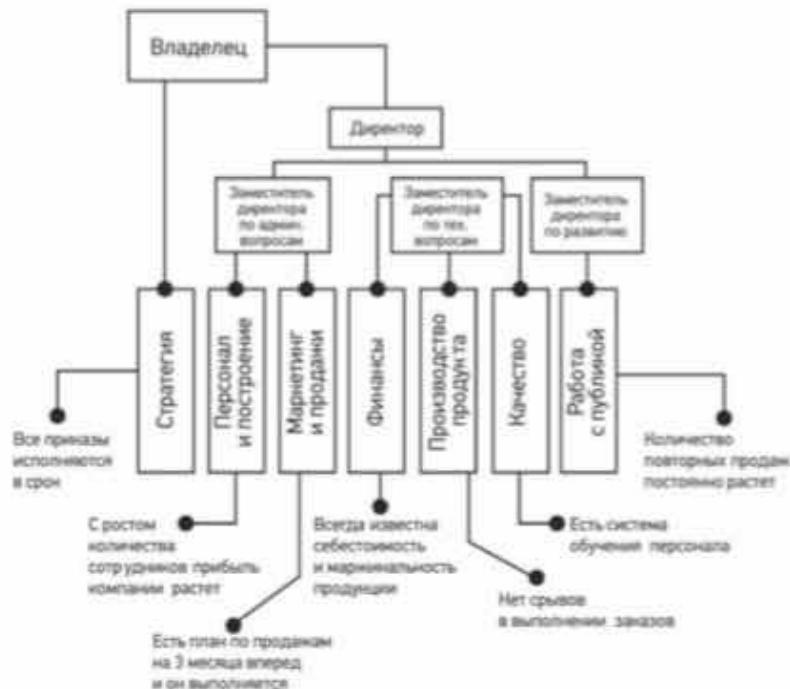 Владелец
Директор
Заместитель
директора
по админ.
вопросам
Заместитель
директора
по тех.
вопросам
Заместитель
директора
по развитию
Стратегия
Персонал
и построение
Маркетинг
и продажи
Финансы
Производство
продукта
Качество
Работа
с публикой
Все приказы
исполняются
в срон
Количество
повторных продаж
постоянно растет
С ростом
количества
сотрудников прибыль
компании растет
Всегда известна
себестоимость
и маржинальность
продукции
Есть система
обучения персонала
Нет срывов
в выполнении заказов
Есть план по продажам
на 3 месяца вперед
и он выполняется